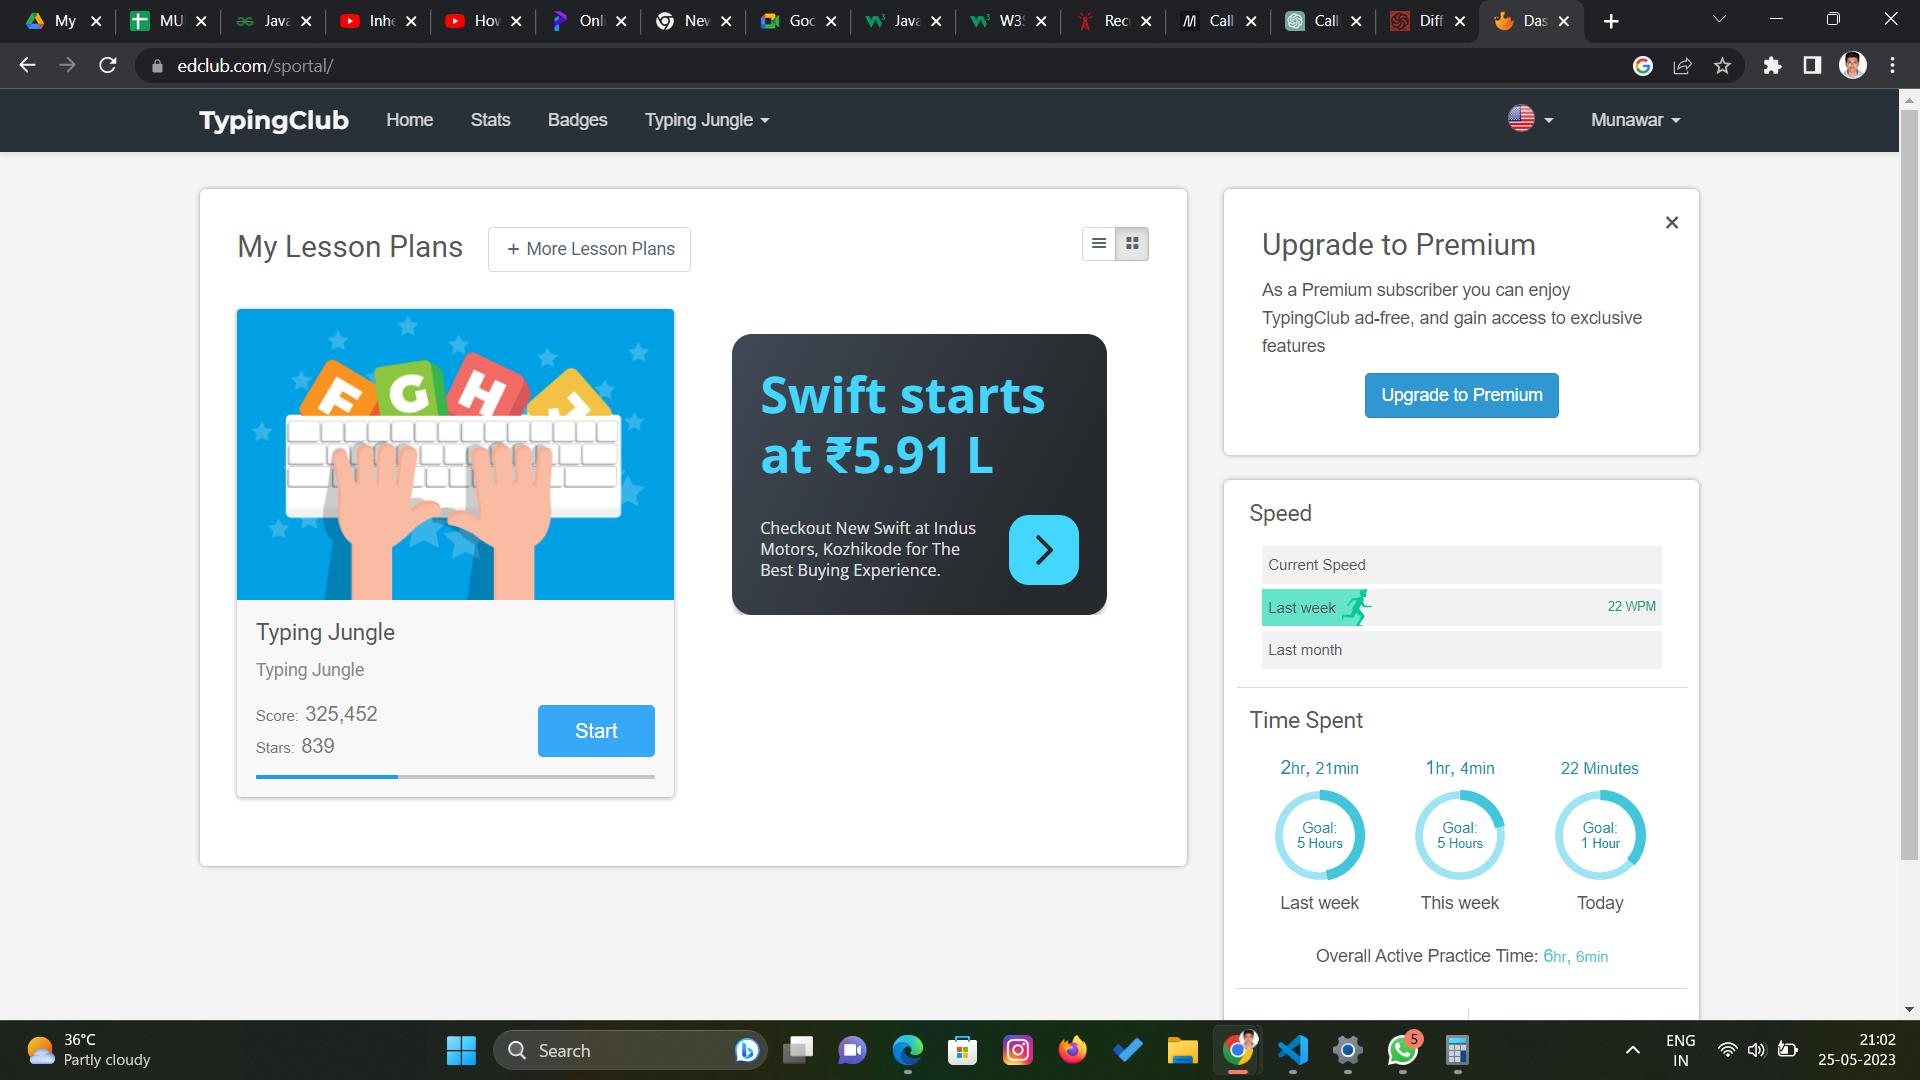 My
MU
Java
Inhe
How
Onli
New
Goo
Java
W3S
Rec
Call
Call
Diff
Das
edclub.com/sportal/
TypingClub
Home
Stats
Badges
Typing Jungle
Munawar
My Lesson Plans
+ More Lesson Plans
F G H J
Typing Jungle
Typing Jungle
Score: 325,452
Stars: 839
Start
Swift starts
at ₹5.91 L
Checkout New Swift at Indus
Motors, Kozhikode for The
Best Buying Experience.
Upgrade to Premium
As a Premium subscriber you can enjoy
TypingClub ad-free, and gain access to exclusive
features
Upgrade to Premium
Speed
Current Speed
Last week 22 WPM
Last month
Time Spent
2hr, 21min
Goal:
5 Hours
Last week
1hr, 4min
Goal:
5 Hours
This week
22 Minutes
Goal:
1 Hour
Today
Overall Active Practice Time: 6hr, 6min
36°C
Partly cloudy
Search
5
ENG
IN
21:02
25-05-2023